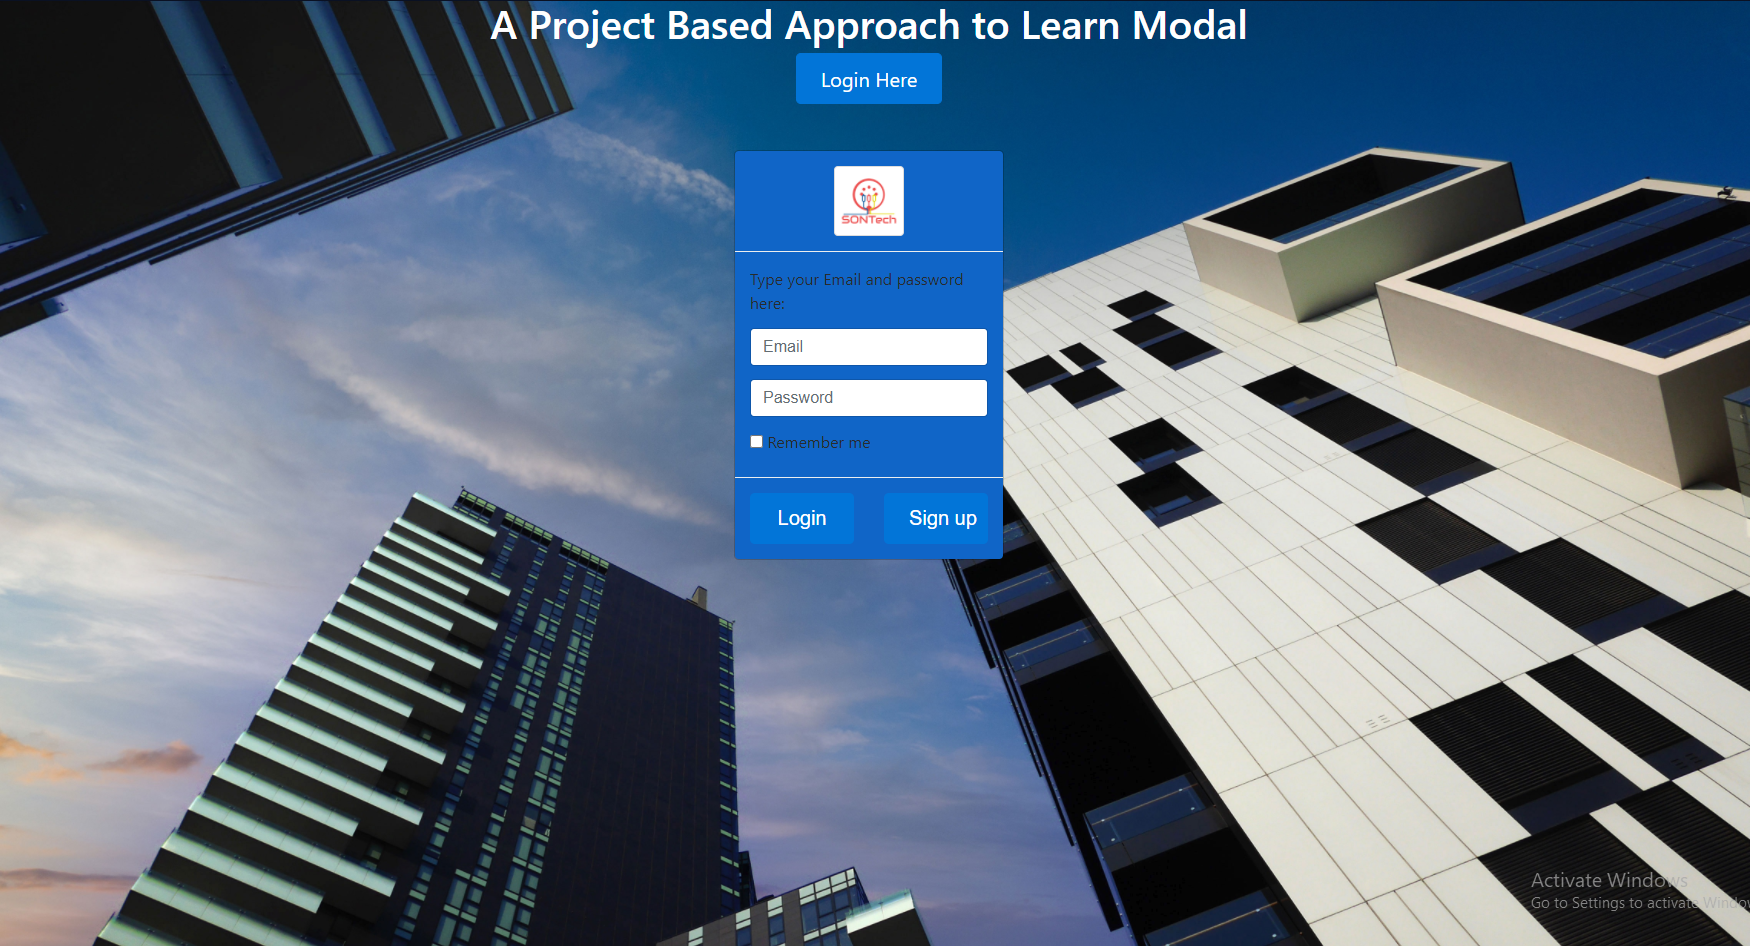 A Project Based Approach to Learn Modal
Login Here
SONTech
Type your Email and password
here:
Email
Password
Remember me
Login
Sign up
Activate Windows
Go to Settings to activate Windows